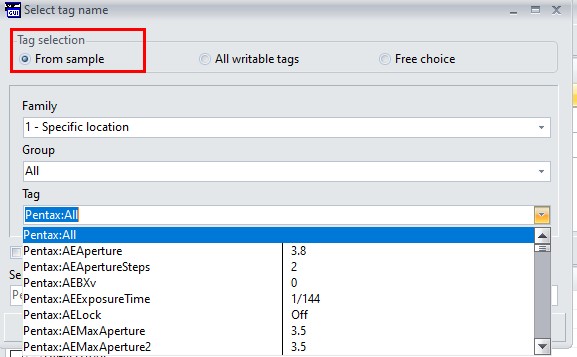 Select tag name
Tag selection
From sample
All writable tags
Free choice
Family
1 - Specific location
Group
All
Tag
Pentax:All
Pentax:All
Pentax:AEAperture 3.8
Pentax:AEApertureSteps 2
Pentax:AEBXv 0
Pentax:AEExposureTime 1/144
Pentax:AELock Off
Pentax:AEMaxAperture 3.5
Pentax:AEMaxAperture2 3.5